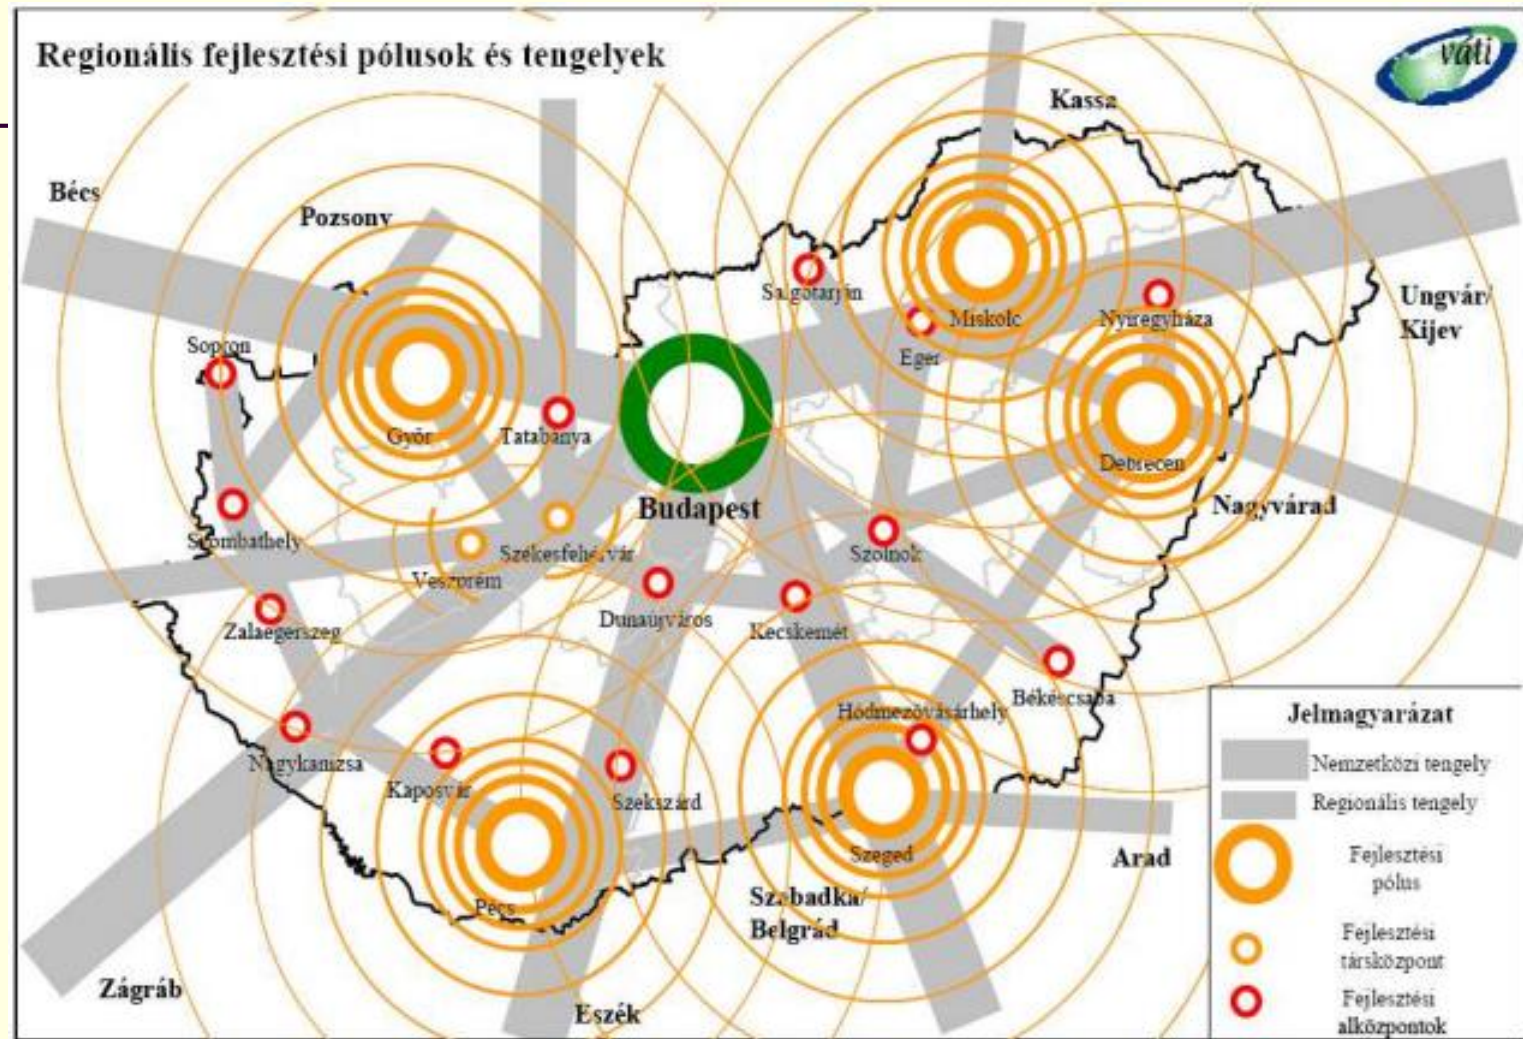 Regionális fejlesztési pólusok és tengelyek
váti
Kassa
Bécs
Pozsony
Ungvár/
Kijev
Salgótarján
Miskolc
Nyíregyháza
Eger
Sopron
Győr
Tatabánya
Debrecen
Budapest
Nagyvárad
Szombathely
Székesfehérvár
Veszprém
Szolnok
Zalaegerszeg
Dunaújváros
Kecskemét
Békéscsaba
Hódmezővásárhely
Nagykanizsa
Kaposvár
Szekszárd
Szeged
Arad
Pécs
Szabadka/
Belgrád
Zágráb
Eszék
Jelmagyarázat
Nemzetközi tengely
Regionális tengely
Fejlesztési
pólus
Fejlesztési
társközpont
Fejlesztési
alközpontok